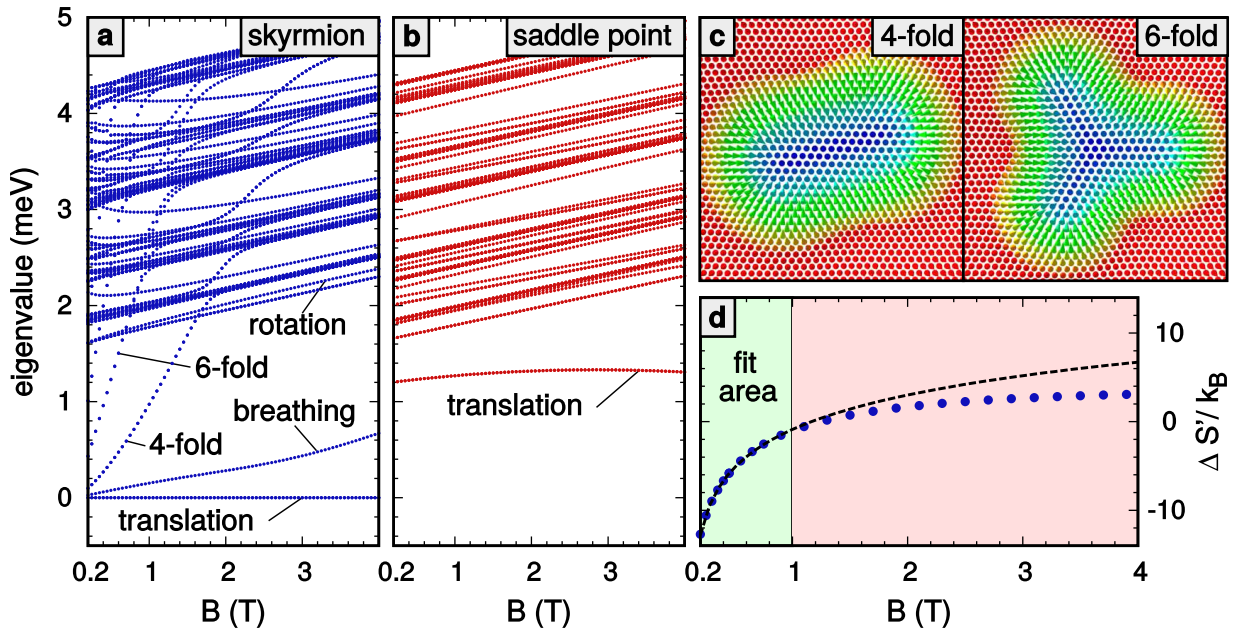 a
skyrmion
5
4
3
2
1
0
eigenvalue (meV)
rotation
6-fold
breathing
4-fold
translation
0.2 1 2 3
B (T)
b
saddle point
translation
0.2 1 2 3
B (T)
c
4-fold
6-fold
d
fit
area
10
0
-10
Δ S'/ k_B
0.2 1 2 3 4
B (T)